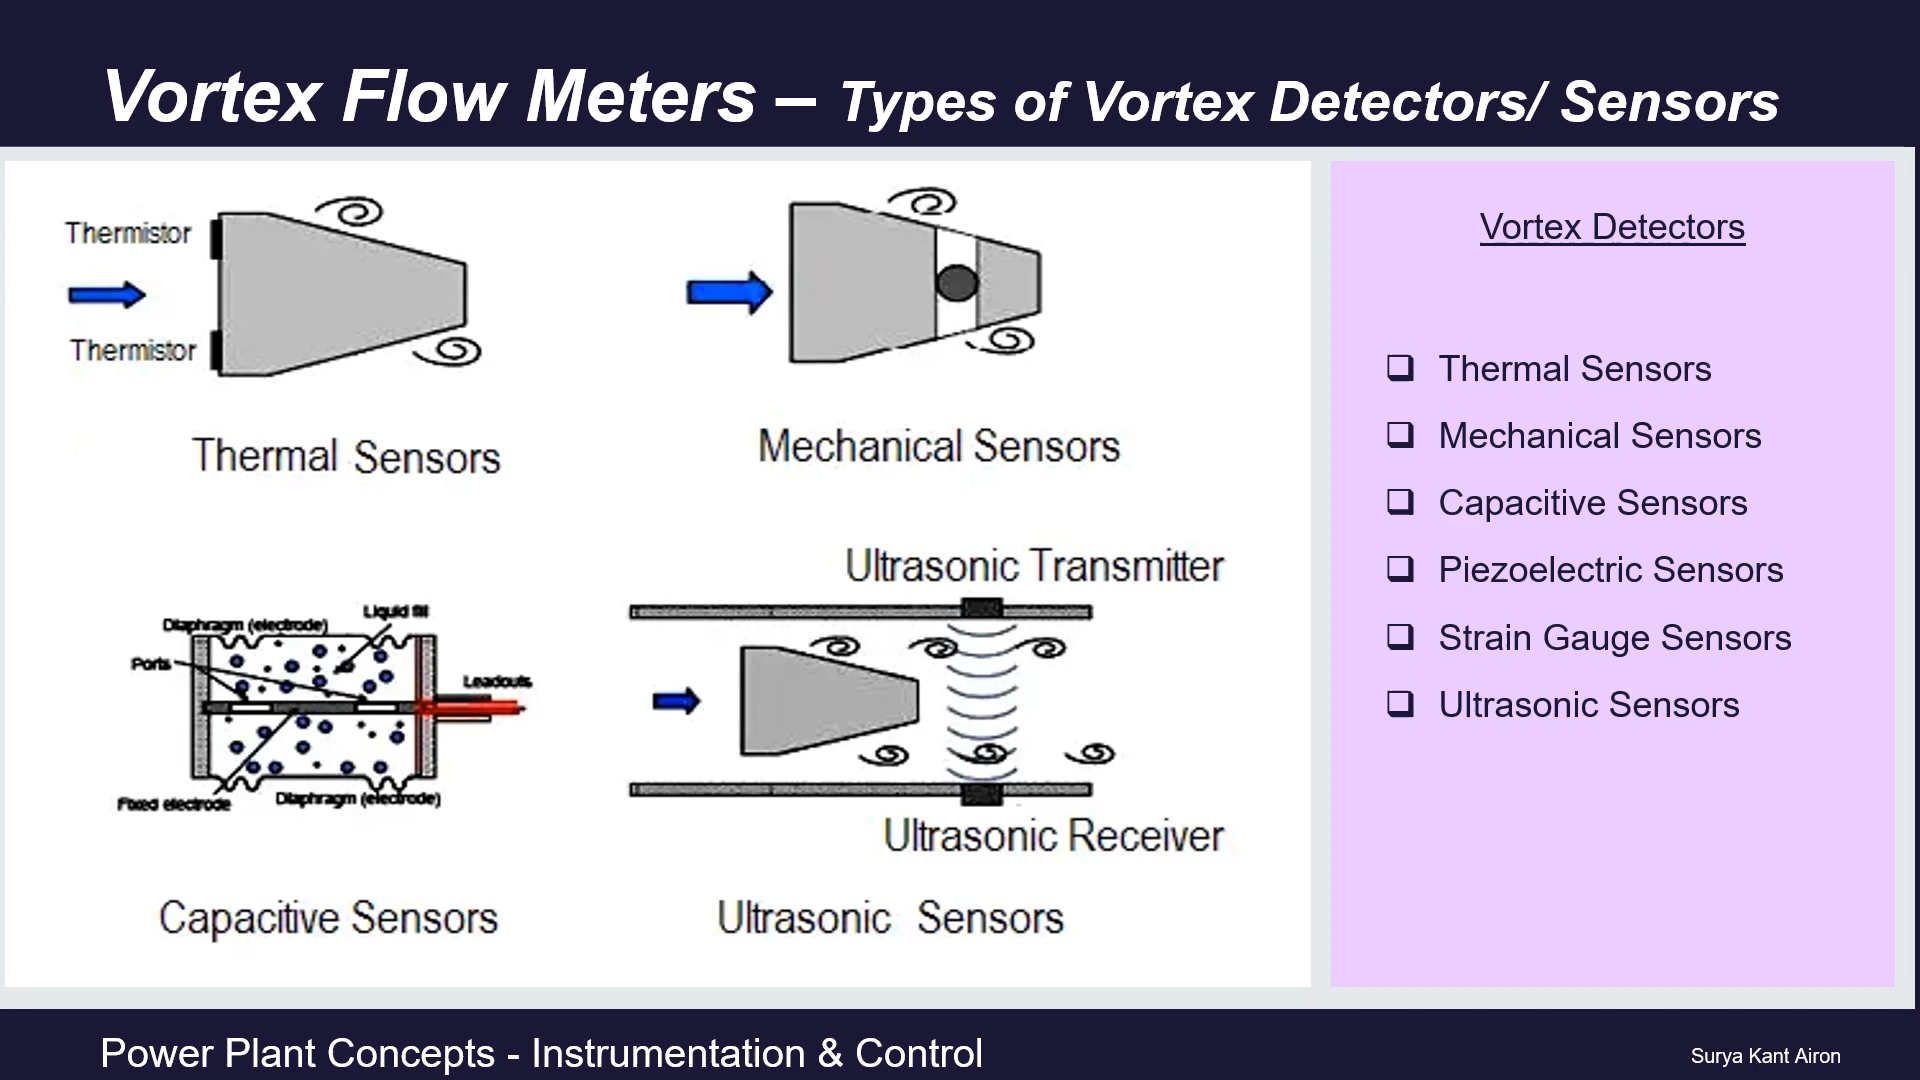 Vortex Flow Meters – Types of Vortex Detectors/ Sensors
Thermistor
Thermistor
Thermal Sensors
Mechanical Sensors
Ultrasonic Transmitter
Liquid fill
Diaphragm (electrode)
Ports
Leadouts
Fixed electrode
Diaphragm (electrode)
Ultrasonic Receiver
Capacitive Sensors
Ultrasonic Sensors
Vortex Detectors
Thermal Sensors
Mechanical Sensors
Capacitive Sensors
Piezoelectric Sensors
Strain Gauge Sensors
Ultrasonic Sensors
Power Plant Concepts - Instrumentation & Control
Surya Kant Airon